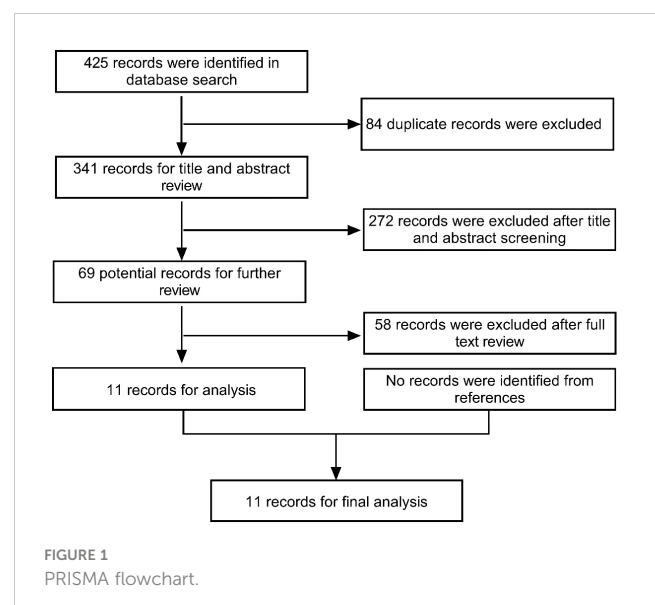 425 records were identified in
database search
84 duplicate records were excluded
341 records for title and abstract
review
272 records were excluded after title
and abstract screening
69 potential records for further
review
58 records were excluded after full
text review
11 records for analysis
No records were identified from
references
11 records for final analysis
FIGURE 1
PRISMA flowchart.